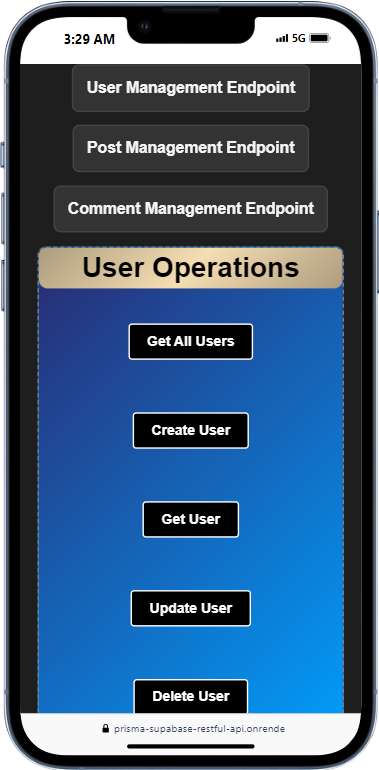 3:29 AM
5G
User Management Endpoint
Post Management Endpoint
Comment Management Endpoint
User Operations
Get All Users
Create User
Get User
Update User
Delete User
prisma-supabase-restful-api.onrende